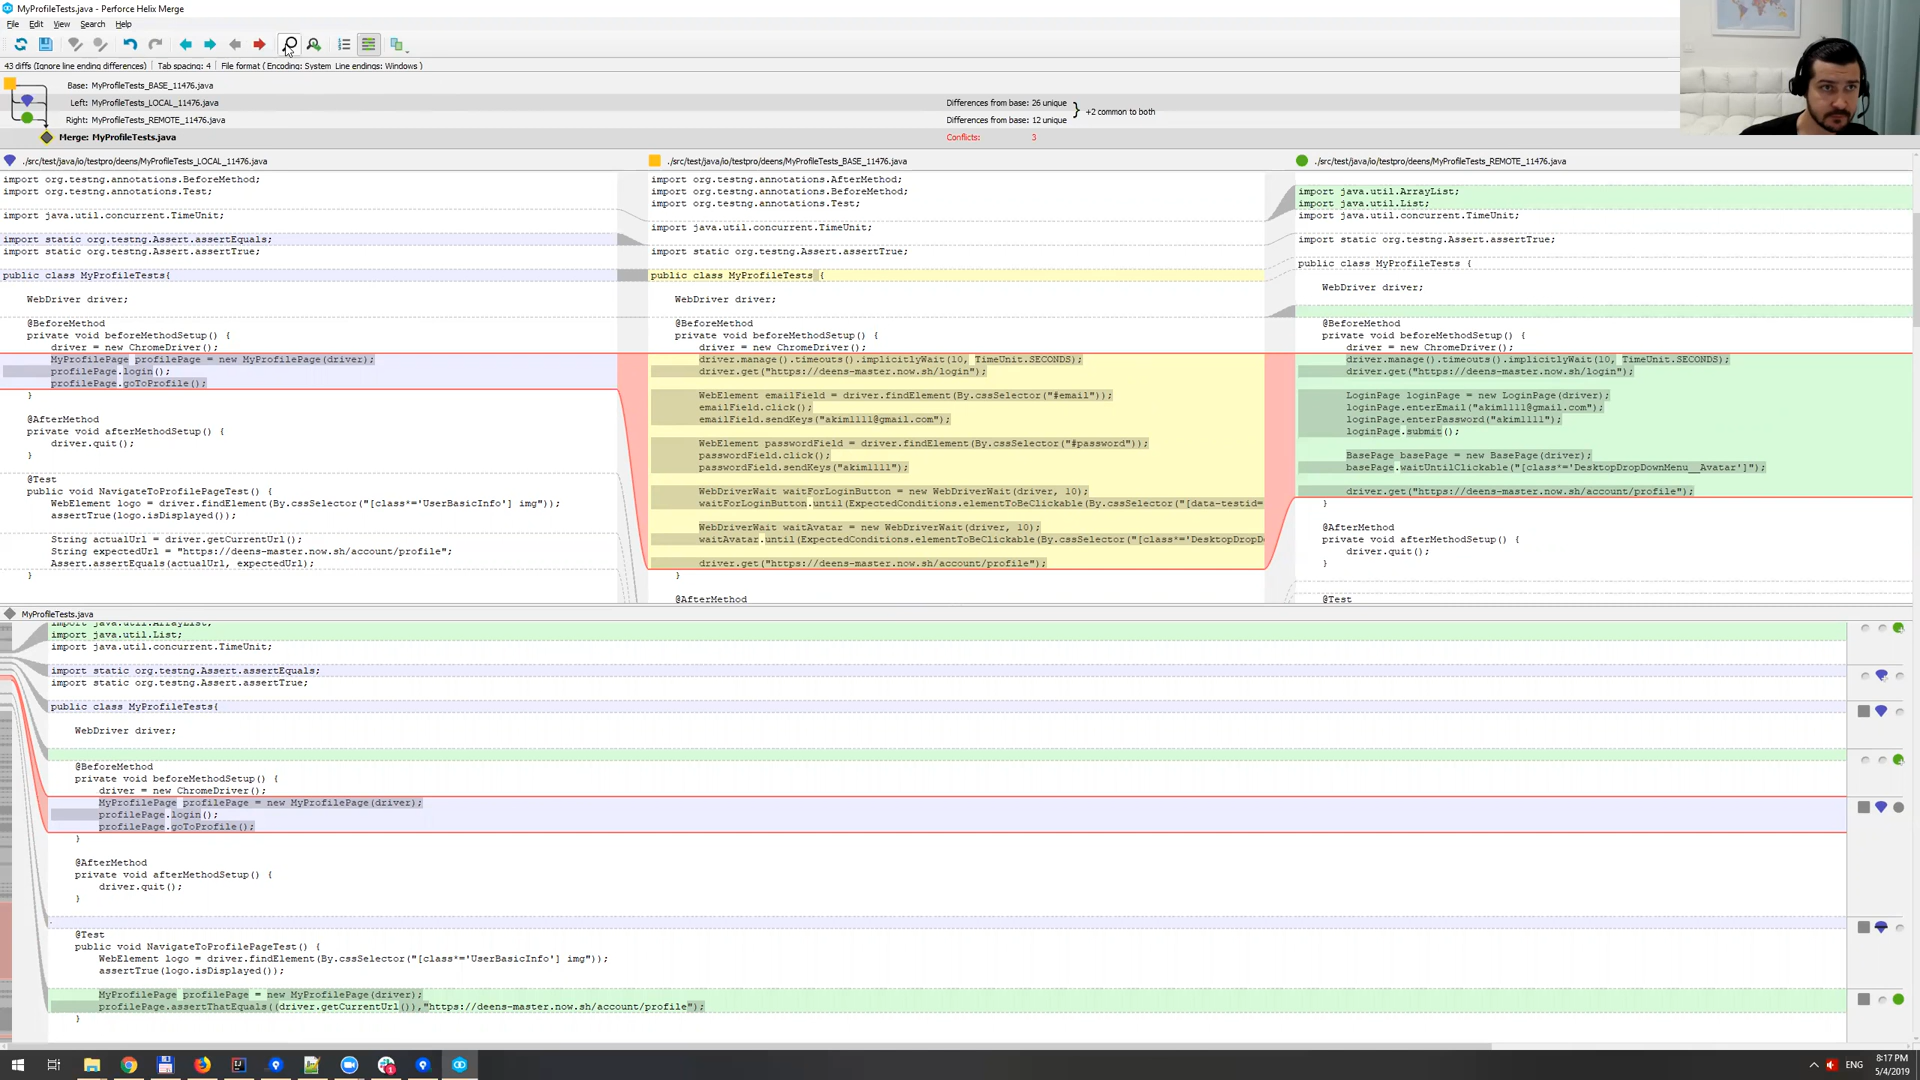 MyProfileTests.java - Perforce Helix Merge
File Edit View Search Help
43 diffs (Ignore line ending differences) Tab spacing: 4 File format ( Encoding: System Line endings: Windows )
Base: MyProfileTests_BASE_11476.java
Left: MyProfileTests_LOCAL_11476.java Differences from base: 26 unique
+2 common to both
Right: MyProfileTests_REMOTE_11476.java Differences from base: 12 unique
Merge: MyProfileTests.java Conflicts: 3
./src/test/java/io/testpro/deens/MyProfileTests_LOCAL_11476.java
import org.testng.annotations.BeforeMethod;
import org.testng.annotations.Test;
import java.util.concurrent.TimeUnit;
import static org.testng.Assert.assertEquals;
import static org.testng.Assert.assertTrue;
public class MyProfileTests{
WebDriver driver;
@BeforeMethod
private void beforeMethodSetup() {
driver = new ChromeDriver();
MyProfilePage profilePage = new MyProfilePage(driver);
profilePage.login();
profilePage.goToProfile();
}
@AfterMethod
private void afterMethodSetup() {
driver.quit();
}
@Test
public void NavigateToProfilePageTest() {
WebElement logo = driver.findElement(By.cssSelector("[class*='UserBasicInfo'] img"));
assertTrue(logo.isDisplayed());
String actualUrl = driver.getCurrentUrl();
String expectedUrl = "https://deens-master.now.sh/account/profile";
Assert.assertEquals(actualUrl, expectedUrl);
}
./src/test/java/io/testpro/deens/MyProfileTests_BASE_11476.java
import org.testng.annotations.AfterMethod;
import org.testng.annotations.BeforeMethod;
import org.testng.annotations.Test;
import java.util.concurrent.TimeUnit;
import static org.testng.Assert.assertTrue;
public class MyProfileTests {
WebDriver driver;
@BeforeMethod
private void beforeMethodSetup() {
driver = new ChromeDriver();
driver.manage().timeouts().implicitlyWait(10, TimeUnit.SECONDS);
driver.get("https://deens-master.now.sh/login");
WebElement emailField = driver.findElement(By.cssSelector("#email"));
emailField.click();
emailField.sendKeys("akim1111@gmail.com");
WebElement passwordField = driver.findElement(By.cssSelector("#password"));
passwordField.click();
passwordField.sendKeys("akim1111");
WebDriverWait waitForLoginButton = new WebDriverWait(driver, 10);
waitForLoginButton.until(ExpectedConditions.elementToBeClickable(By.cssSelector("[data-testid=
WebDriverWait waitAvatar = new WebDriverWait(driver, 10);
waitAvatar.until(ExpectedConditions.elementToBeClickable(By.cssSelector("[class*='DesktopDropD
driver.get("https://deens-master.now.sh/account/profile");
}
@AfterMethod
./src/test/java/io/testpro/deens/MyProfileTests_REMOTE_11476.java
import java.util.ArrayList;
import java.util.List;
import java.util.concurrent.TimeUnit;
import static org.testng.Assert.assertTrue;
public class MyProfileTests {
WebDriver driver;
@BeforeMethod
private void beforeMethodSetup() {
driver = new ChromeDriver();
driver.manage().timeouts().implicitlyWait(10, TimeUnit.SECONDS);
driver.get("https://deens-master.now.sh/login");
LoginPage loginPage = new LoginPage(driver);
loginPage.enterEmail("akim1111@gmail.com");
loginPage.enterPassword("akim1111");
loginPage.submit();
BasePage basePage = new BasePage(driver);
basePage.waitUntilClickable("[class*='DesktopDropDownMenu__Avatar']");
driver.get("https://deens-master.now.sh/account/profile");
}
@AfterMethod
private void afterMethodSetup() {
driver.quit();
}
@Test
MyProfileTests.java
import java.util.ArrayList;
import java.util.List;
import java.util.concurrent.TimeUnit;
import static org.testng.Assert.assertEquals;
import static org.testng.Assert.assertTrue;
public class MyProfileTests{
WebDriver driver;
@BeforeMethod
private void beforeMethodSetup() {
driver = new ChromeDriver();
MyProfilePage profilePage = new MyProfilePage(driver);
profilePage.login();
profilePage.goToProfile();
}
@AfterMethod
private void afterMethodSetup() {
driver.quit();
}
@Test
public void NavigateToProfilePageTest() {
WebElement logo = driver.findElement(By.cssSelector("[class*='UserBasicInfo'] img"));
assertTrue(logo.isDisplayed());
MyProfilePage profilePage = new MyProfilePage(driver);
profilePage.assertThatEquals((driver.getCurrentUrl()),"https://deens-master.now.sh/account/profile");
}
ENG
8:17 PM
5/4/2019